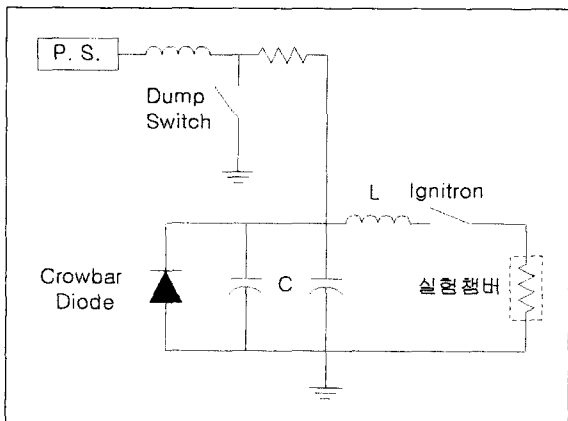 P. S.
Dump
Switch
L
Ignitron
Crowbar
Diode
C
실험챔버